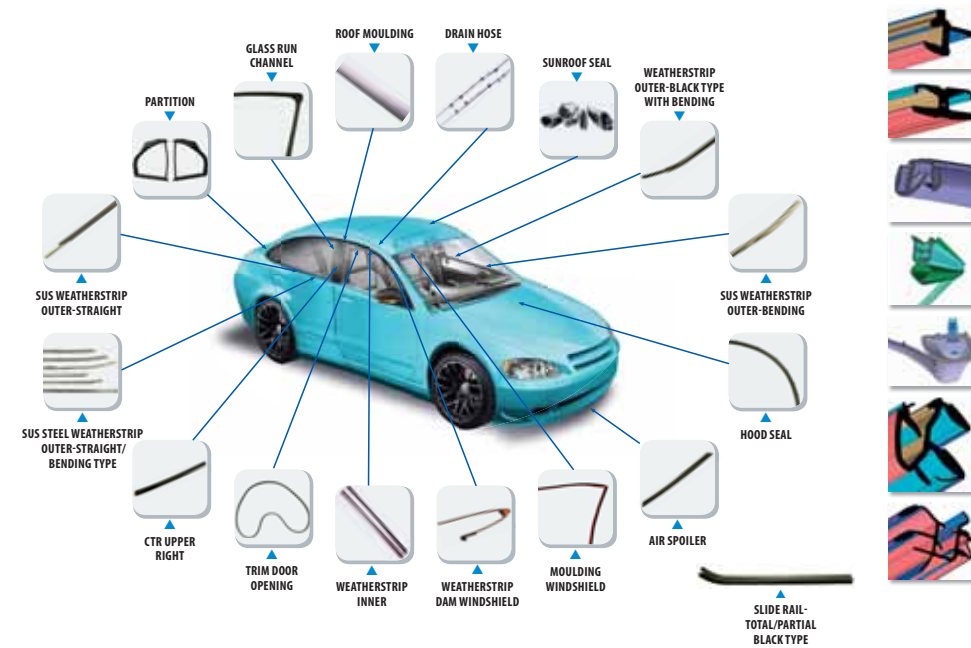 ROOF MOULDING
DRAIN HOSE
GLASS RUN
CHANNEL
SUNROOF SEAL
WEATHERSTRIP
OUTER-BLACK TYPE
WITH BENDING
PARTITION
SUS WEATHERSTRIP
OUTER-STRAIGHT
SUS WEATHERSTRIP
OUTER-BENDING
SUS STEEL WEATHERSTRIP
OUTER-STRAIGHT/
BENDING TYPE
HOOD SEAL
CTR UPPER
RIGHT
TRIM DOOR
OPENING
WEATHERSTRIP
INNER
WEATHERSTRIP
DAM WINDSHIELD
MOULDING
WINDSHIELD
AIR SPOILER
SLIDE RAIL-
TOTAL/PARTIAL
BLACK TYPE